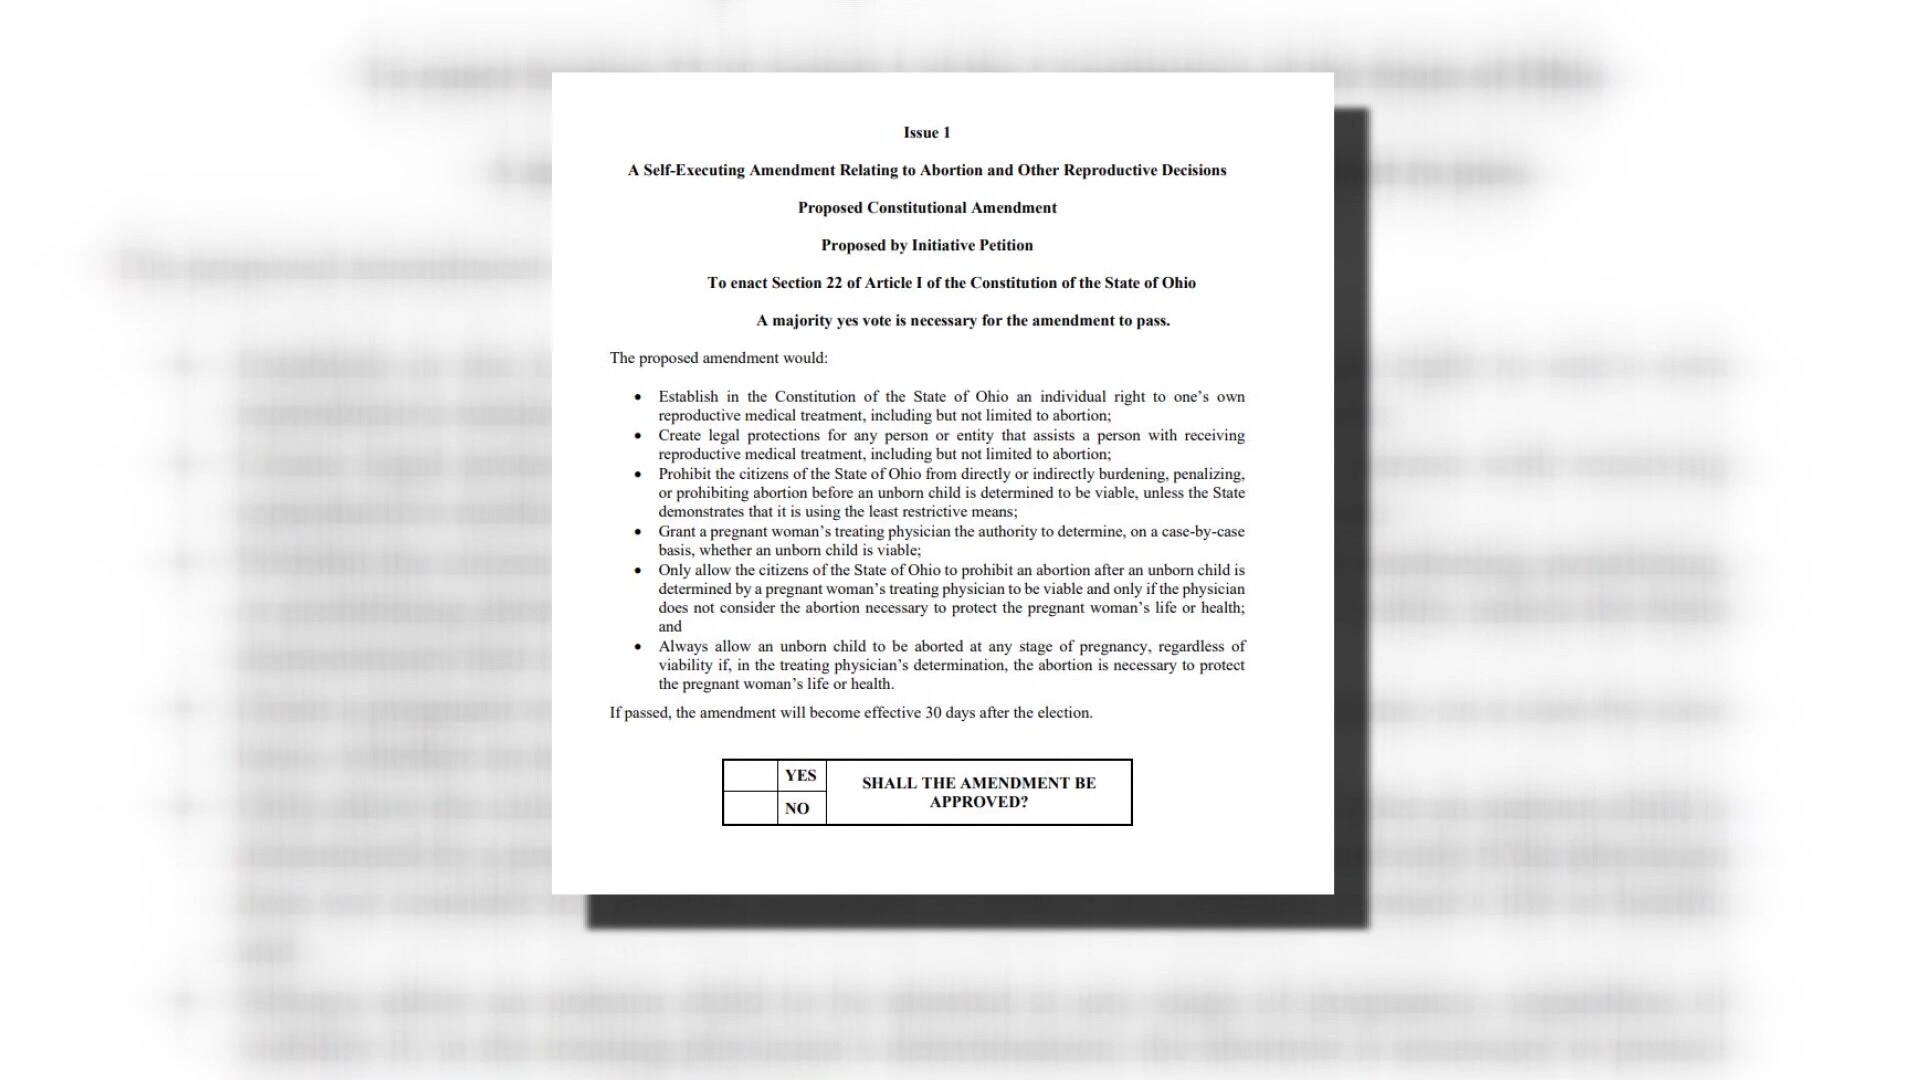 Issue 1
A Self-Executing Amendment Relating to Abortion and Other Reproductive Decisions
Proposed Constitutional Amendment
Proposed by Initiative Petition
To enact Section 22 of Article I of the Constitution of the State of Ohio
A majority yes vote is necessary for the amendment to pass.
The proposed amendment would:
• Establish in the Constitution of the State of Ohio an individual right to one’s own
reproductive medical treatment, including but not limited to abortion;
• Create legal protections for any person or entity that assists a person with receiving
reproductive medical treatment, including but not limited to abortion;
• Prohibit the citizens of the State of Ohio from directly or indirectly burdening, penalizing,
or prohibiting abortion before an unborn child is determined to be viable, unless the State
demonstrates that it is using the least restrictive means;
• Grant a pregnant woman’s treating physician the authority to determine, on a case-by-case
basis, whether an unborn child is viable;
• Only allow the citizens of the State of Ohio to prohibit an abortion after an unborn child is
determined by a pregnant woman’s treating physician to be viable and only if the physician
does not consider the abortion necessary to protect the pregnant woman’s life or health;
and
• Always allow an unborn child to be aborted at any stage of pregnancy, regardless of
viability if, in the treating physician’s determination, the abortion is necessary to protect
the pregnant woman’s life or health.
If passed, the amendment will become effective 30 days after the election.
YES
NO
SHALL THE AMENDMENT BE
APPROVED?